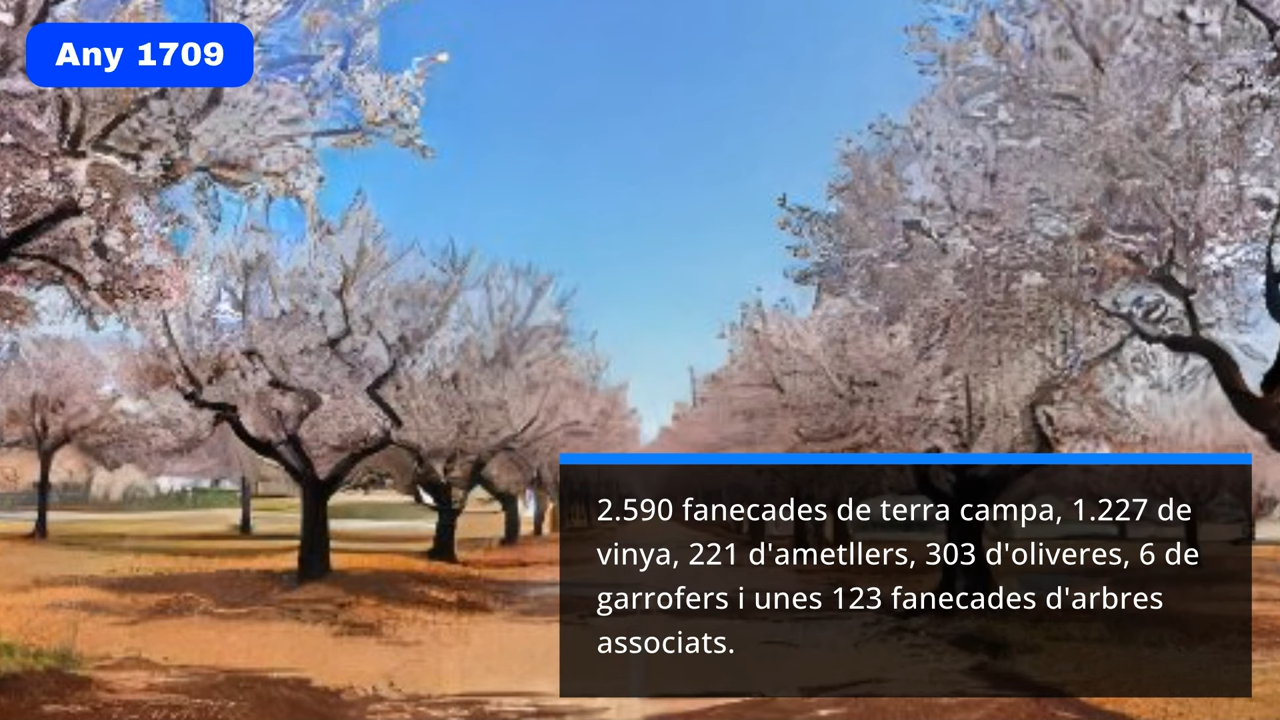 Any 1709
2.590 fanecades de terra campa, 1.227 de
vinya, 221 d'ametllers, 303 d'oliveres, 6 de
garrofers i unes 123 fanecades d'arbres
associats.